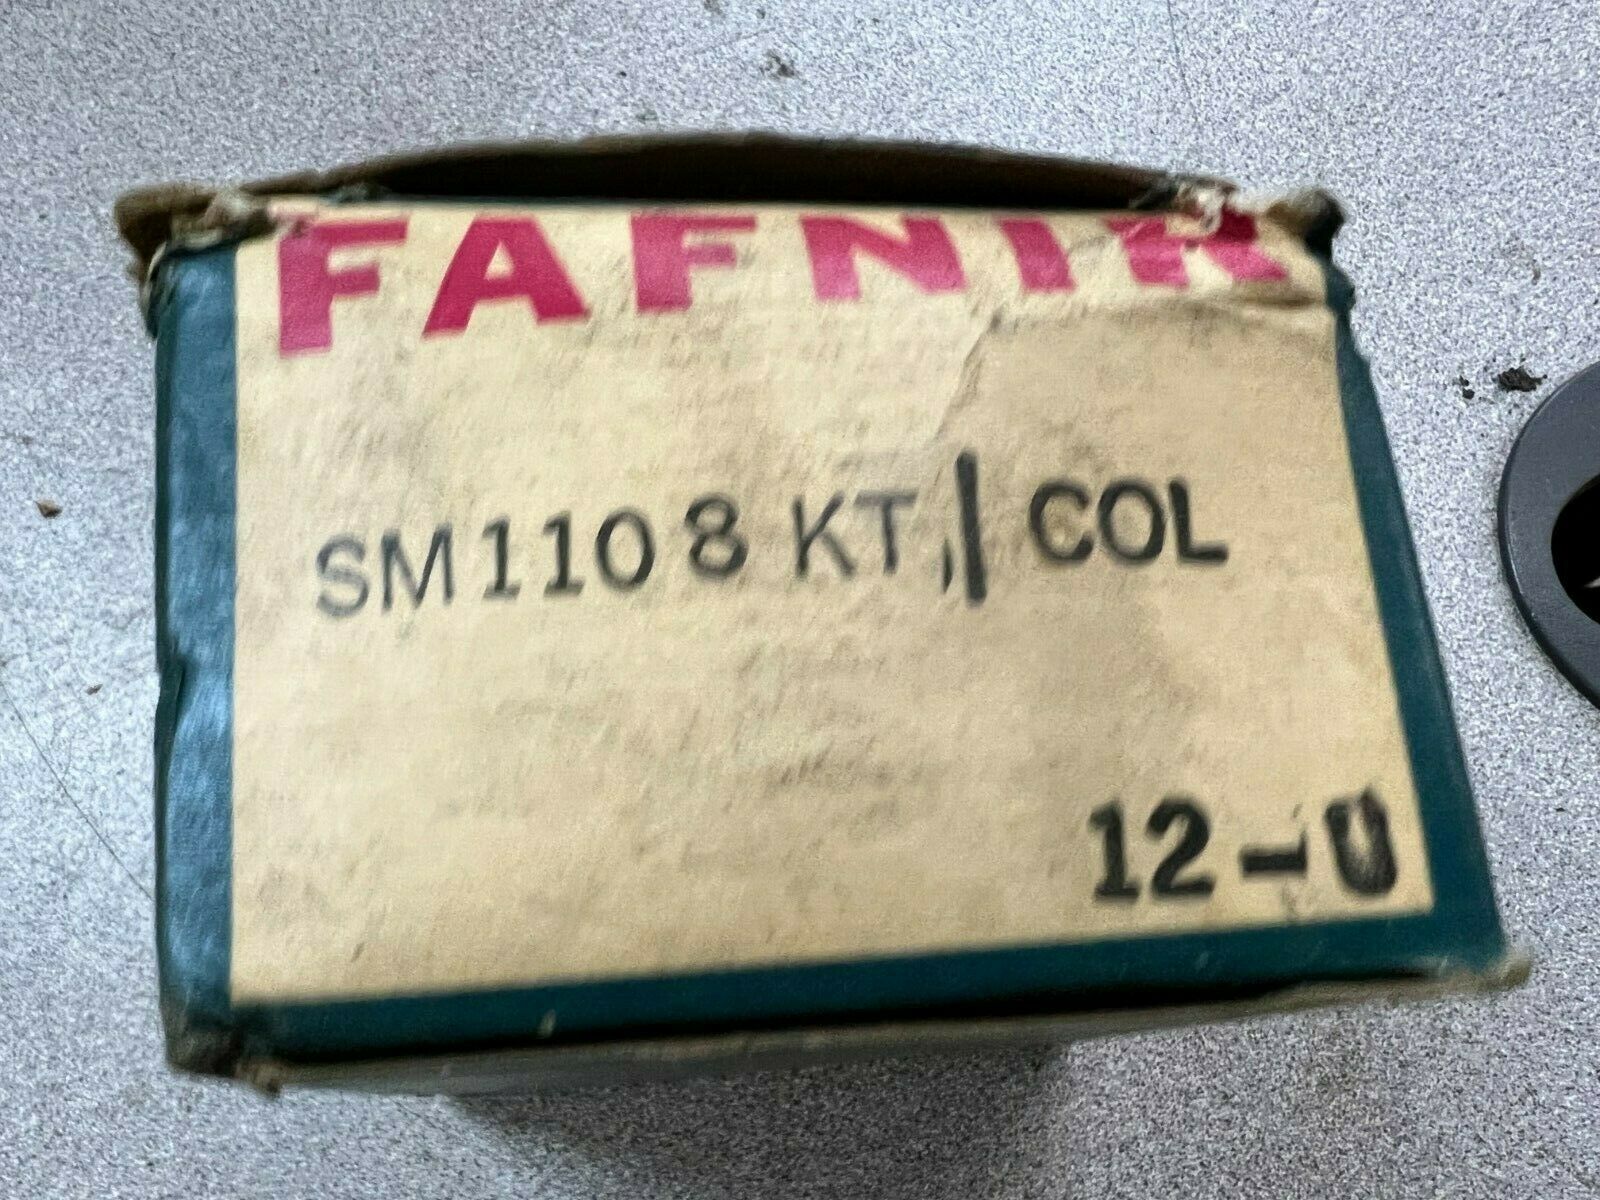 FAFNIR
SM1108 KT, / COL
12-U